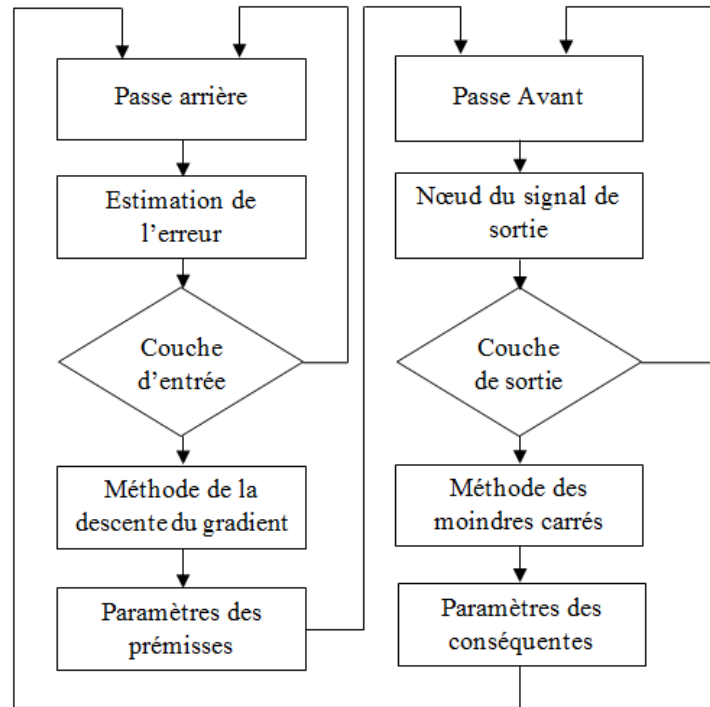 Passe arrière
Estimation de
l’erreur
Couche
d’entrée
Méthode de la
descente du gradient
Paramètres des
prémisses
Passe Avant
Nœud du signal de
sortie
Couche
de sortie
Méthode des
moindres carrés
Paramètres des
conséquentes